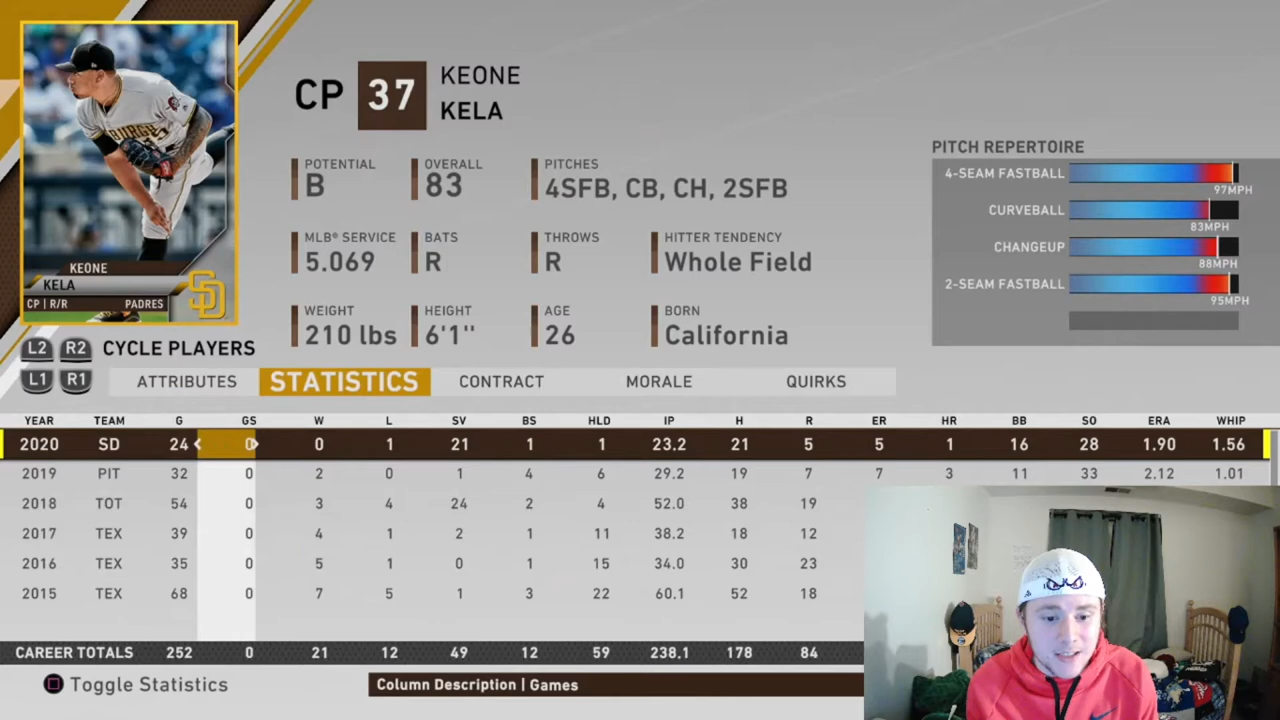 CP 37 KEONE KELA
POTENTIAL OVERALL PITCHES
B 83 4SFB, CB, CH, 2SFB
MLB® SERVICE BATS THROWS HITTER TENDENCY
5.069 R R Whole Field
WEIGHT HEIGHT AGE BORN
210 lbs 6'1" 26 California
PITCH REPERTOIRE
4-SEAM FASTBALL
97MPH
CURVEBALL
83MPH
CHANGEUP
88MPH
2-SEAM FASTBALL
95MPH
BURGH
KEONE
KELA
CP | R/R PADRES
SD
L2 R2 CYCLE PLAYERS
L1 R1 ATTRIBUTES STATISTICS CONTRACT MORALE QUIRKS
YEAR TEAM G GS W L SV BS HLD IP H R ER HR BB SO ERA WHIP
2020 SD 24 0 0 1 21 1 1 23.2 21 5 5 1 16 28 1.90 1.56
2019 PIT 32 0 2 0 1 4 6 29.2 19 7 7 3 11 33 2.12 1.01
2018 TOT 54 0 3 4 24 2 4 52.0 38 19
2017 TEX 39 0 4 1 2 1 11 38.2 18 12
2016 TEX 35 0 5 1 0 1 15 34.0 30 23
2015 TEX 68 0 7 5 1 3 22 60.1 52 18
CAREER TOTALS 252 0 21 12 49 12 59 238.1 178 84
Toggle Statistics
Column Description | Games